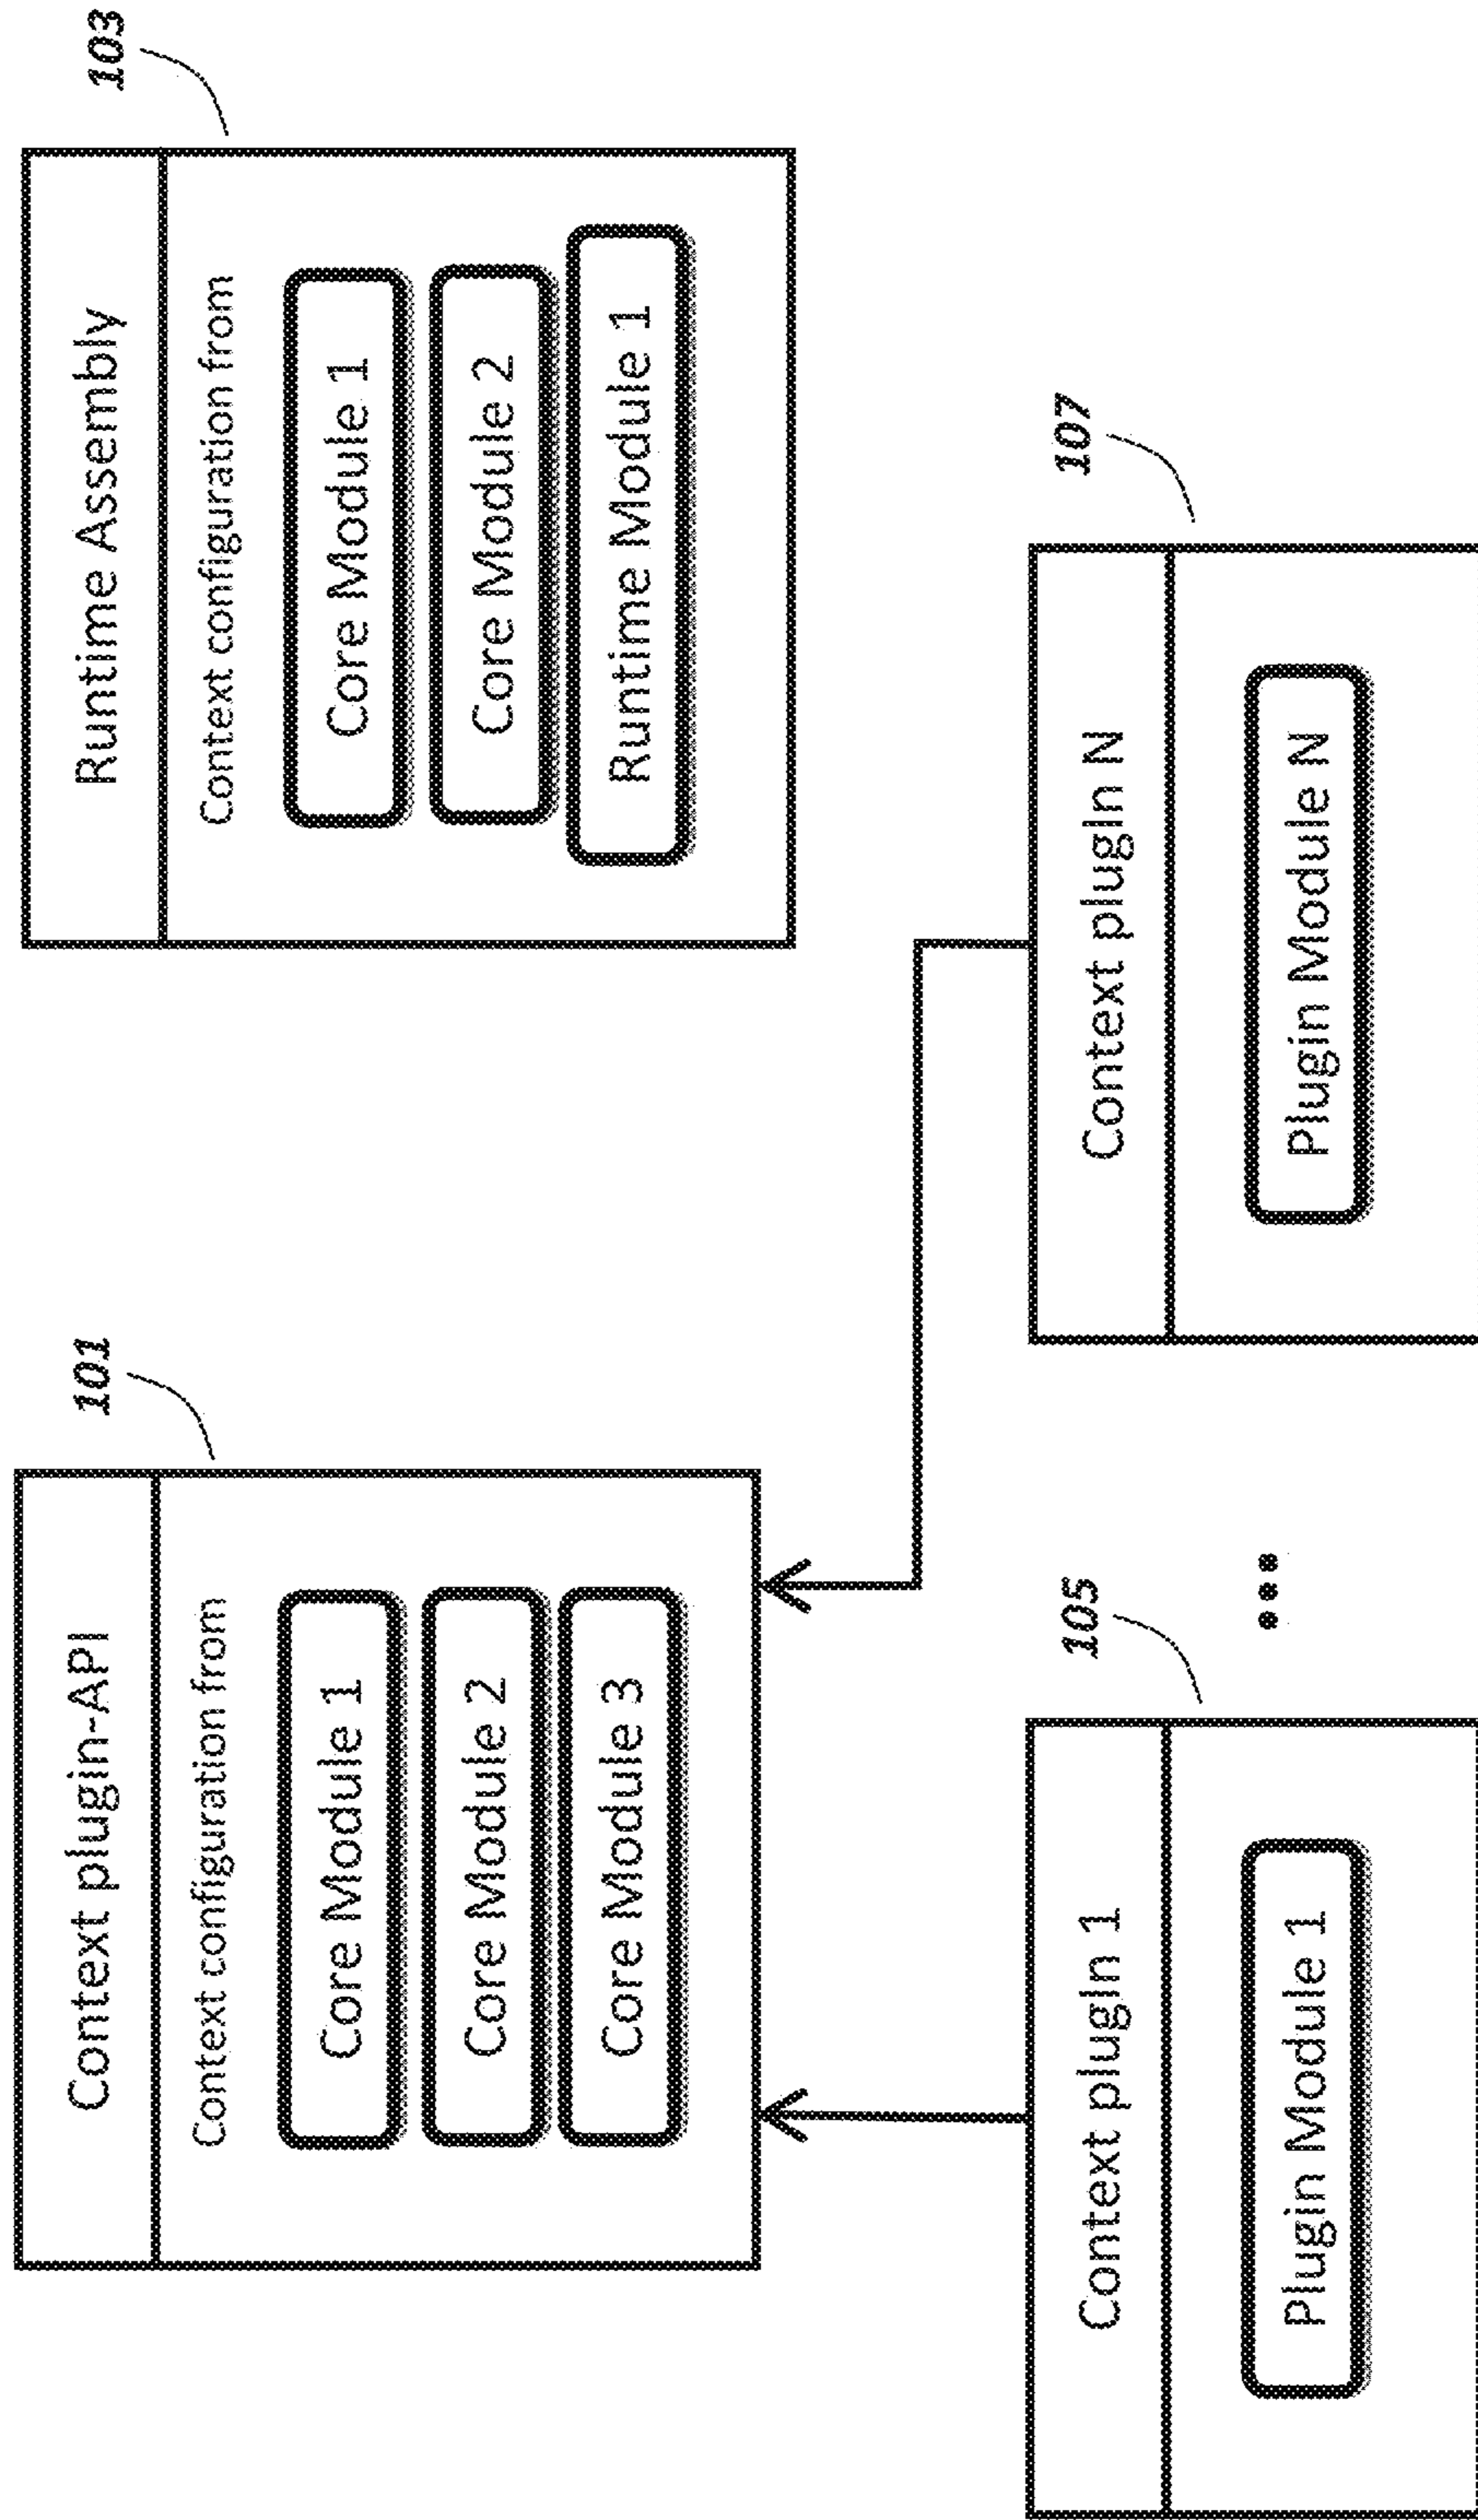 101
Context plugin-API
Context configuration from
Core Module 1
Core Module 2
Core Module 3
103
Runtime Assembly
Context configuration from
Core Module 1
Core Module 2
Runtime Module 1
105
Context plugIn 1
Plugin Module 1
...
107
Context plugIn N
Plugin Module N